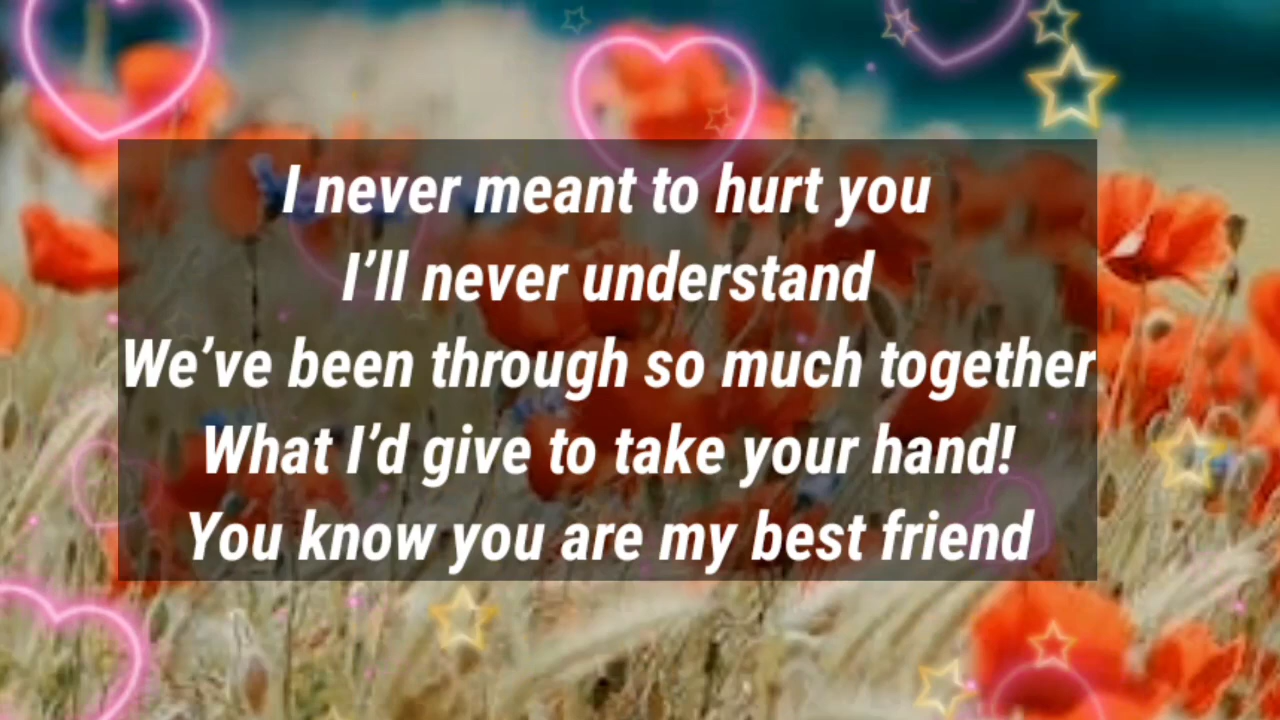 I never meant to hurt you
I’ll never understand
We’ve been through so much together
What I’d give to take your hand!
You know you are my best friend